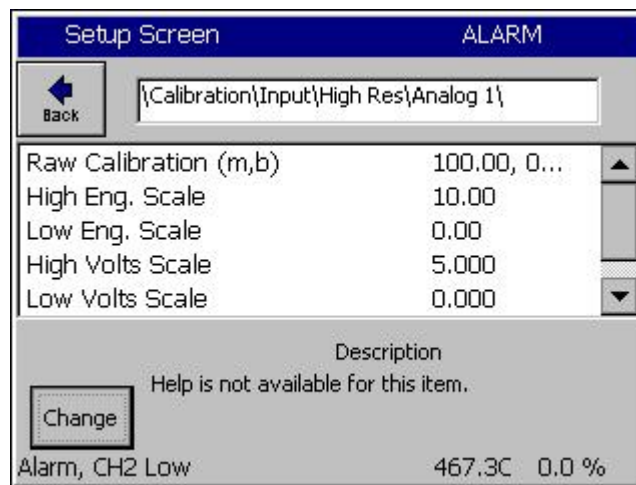 Setup Screen ALARM
Back \Calibration\Input\High Res\Analog 1\
Raw Calibration (m,b) 100.00, 0...
High Eng. Scale 10.00
Low Eng. Scale 0.00
High Volts Scale 5.000
Low Volts Scale 0.000
Description
Help is not available for this item.
Change
Alarm, CH2 Low 467.3C 0.0 %